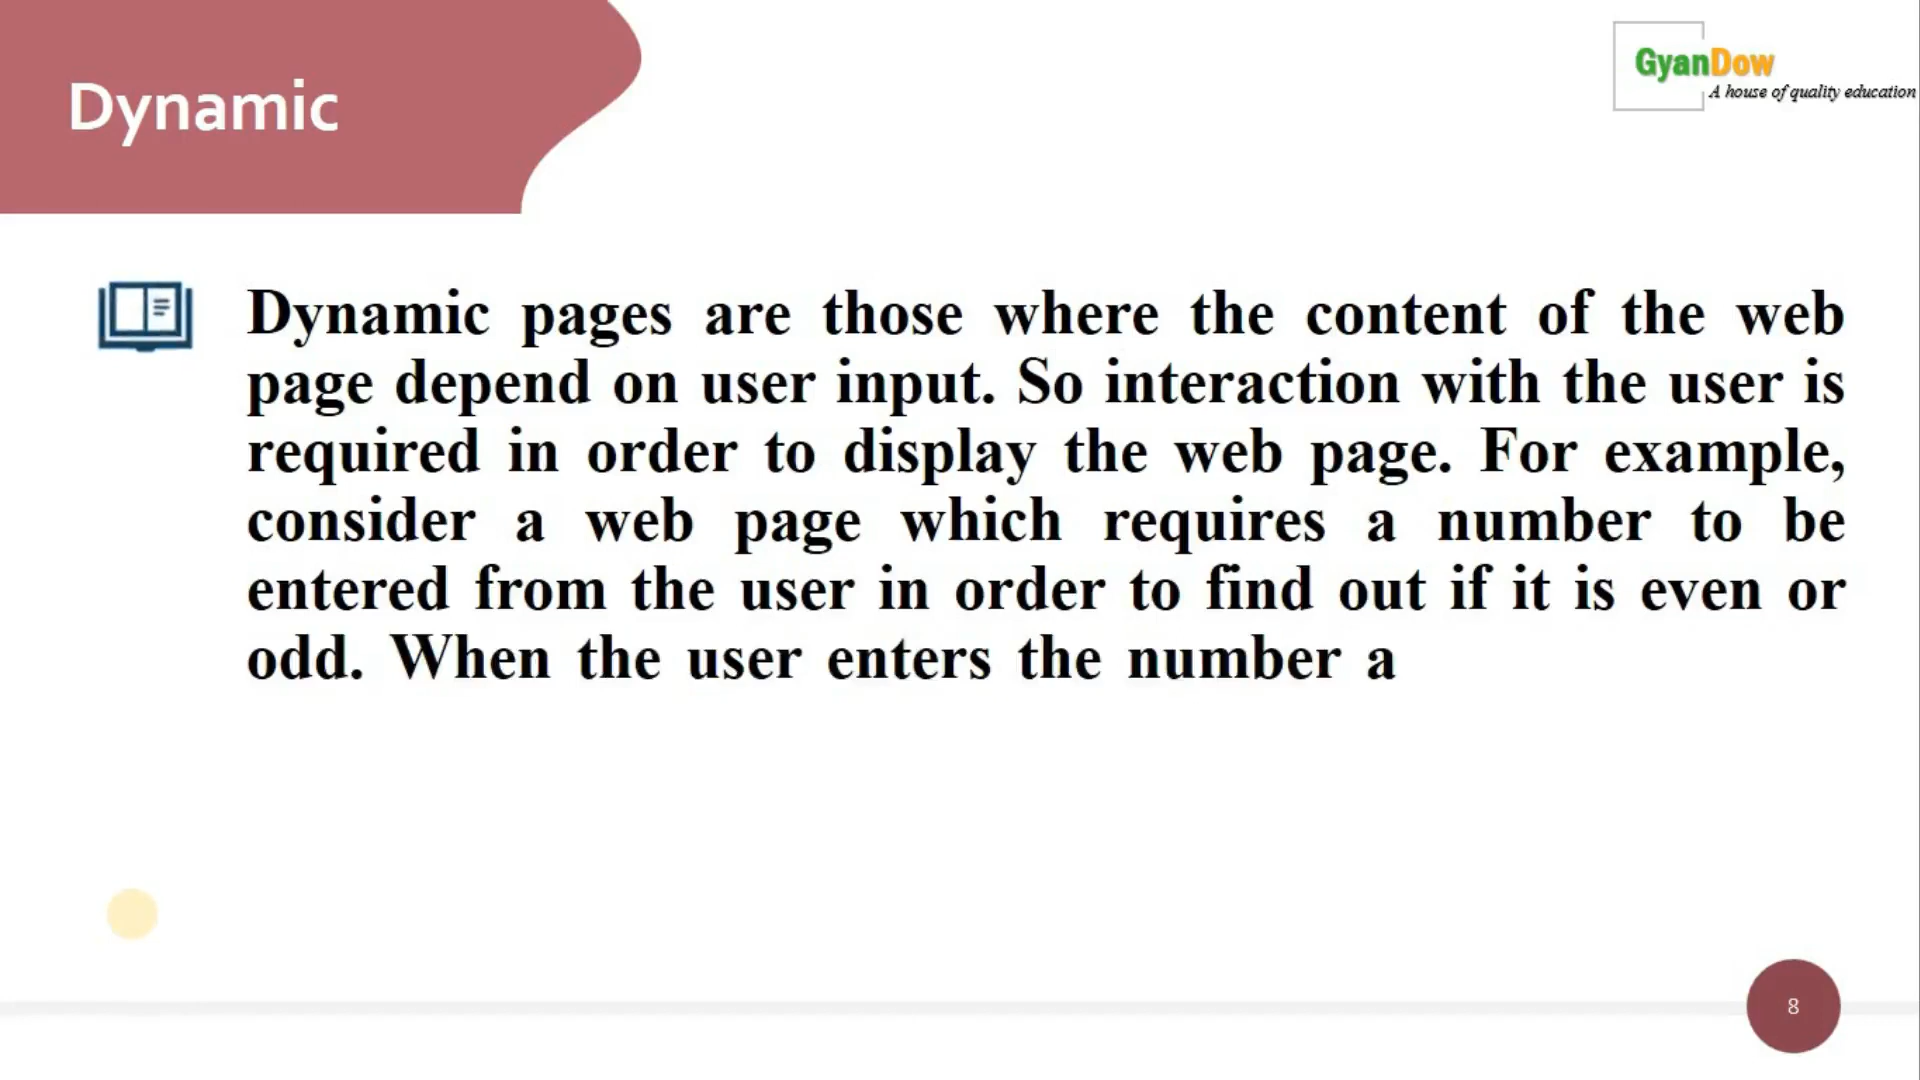 Dynamic
GyanDow
A house of quality education
Dynamic pages are those where the content of the web
page depend on user input. So interaction with the user is
required in order to display the web page. For example,
consider a web page which requires a number to be
entered from the user in order to find out if it is even or
odd. When the user enters the number a
8